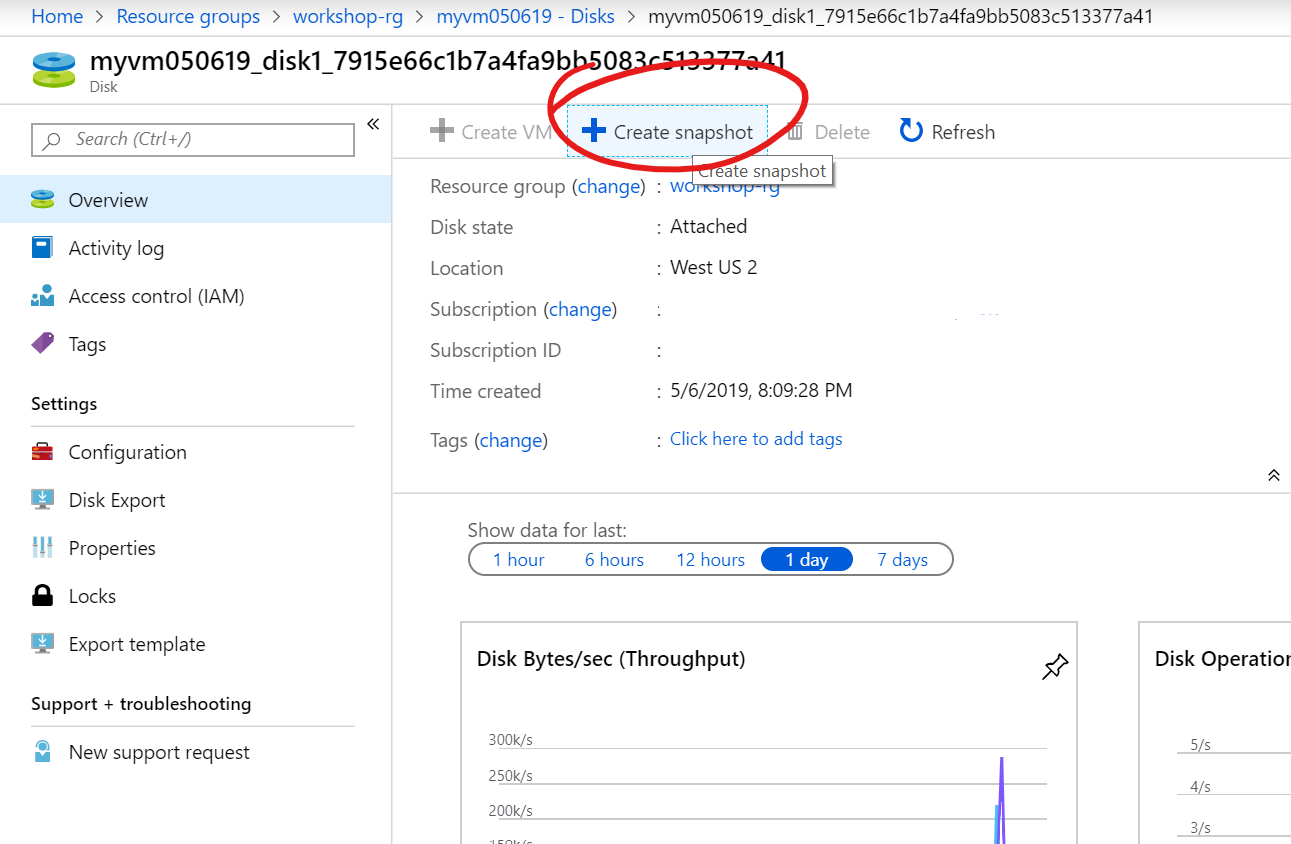 Home > Resource groups > workshop-rg > myvm050619 - Disks > myvm050619_disk1_7915e66c1b7a4fa9bb5083c513377a41
myvm050619_disk1_7915e66c1b7a4fa9bb5083c513377a41
Disk
Search (Ctrl+/)
«
Overview
Activity log
Access control (IAM)
Tags
Settings
Configuration
Disk Export
Properties
Locks
Export template
Support + troubleshooting
New support request
Create VM Create snapshot Delete Refresh
Create snapshot
Resource group (change) : workshop-rg
Disk state : Attached
Location : West US 2
Subscription (change) :
Subscription ID :
Time created : 5/6/2019, 8:09:28 PM
Tags (change) : Click here to add tags
Show data for last:
1 hour 6 hours 12 hours 1 day 7 days
Disk Bytes/sec (Throughput)
300k/s
250k/s
200k/s
150k/s
Disk Operation
5/s
4/s
3/s